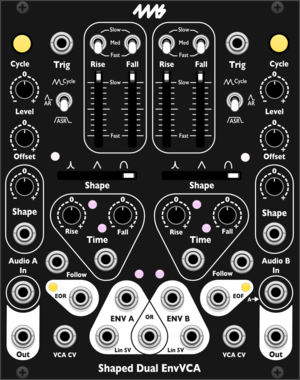 4ms
Slow Slow
Cycle Trig Med Med Trig Cycle
Rise Fall Rise Fall
Cycle Slow Slow Cycle
AR AR
Level ASR Fast Fast ASR Level
Offset Offset
Shape Shape
Shape Shape
Rise Fall Rise Fall
Time Time
Audio A In Audio B In
Follow Follow
EOR EOF
A
ENV A OR ENV B
Out VCA CV Lin 5V Lin 5V VCA CV Out
Shaped Dual EnvVCA